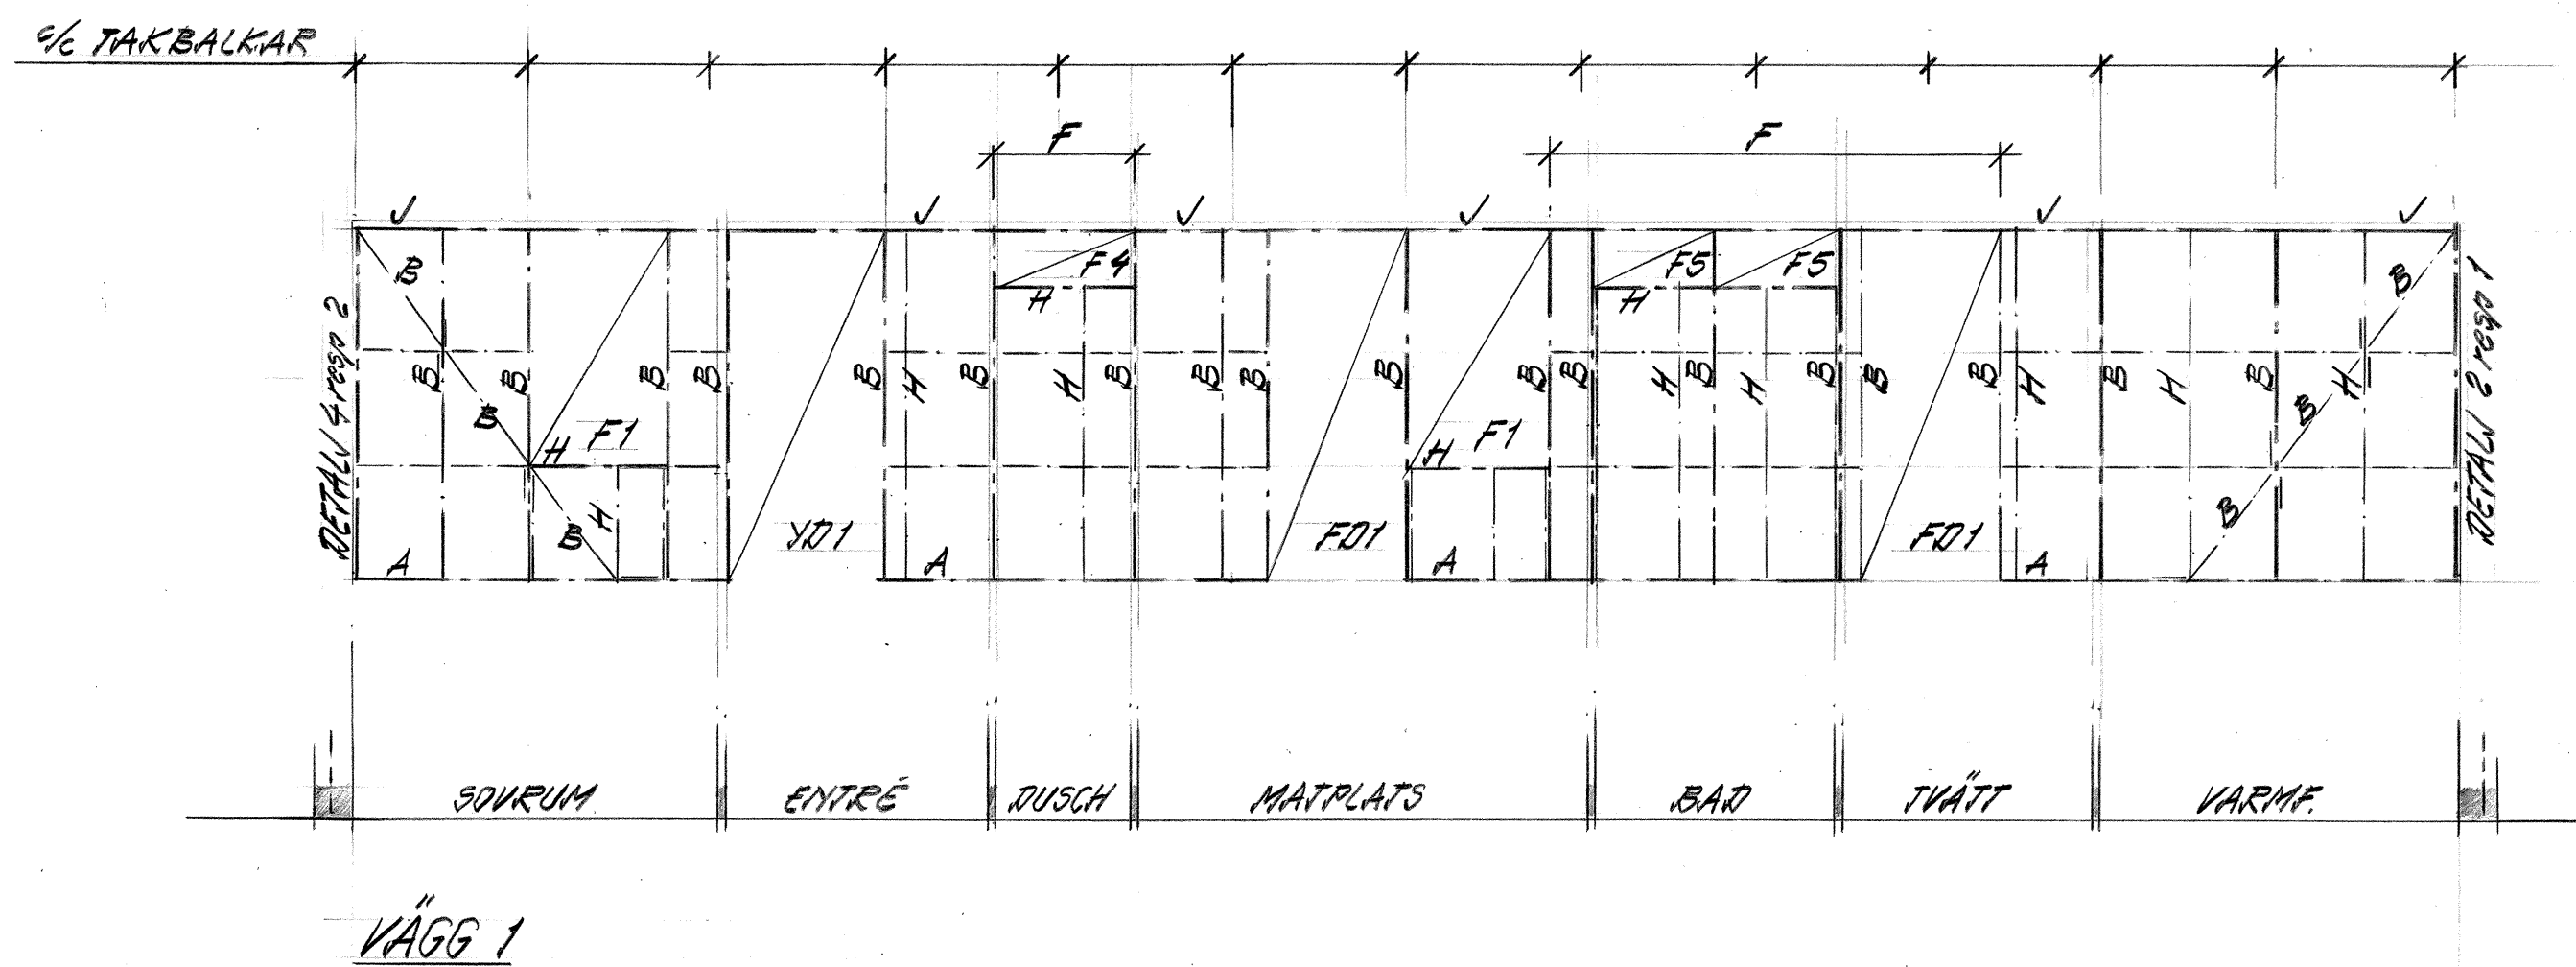 c/c TAKBALKAR
F F
J J J J J J
B F4 F5 F5 B
H H
DETALJ 4 resp 2 DETALJ 2 resp 1
B B B B B H B H B B B B B B H B H B B B H B H B H
B B
H F1 H F1
H B YD1 FD1 FD1 B
A A A A
SOVRUM ENTRÉ DUSCH MATPLATS BAD TVÄTT VARMF.
VÄGG 1